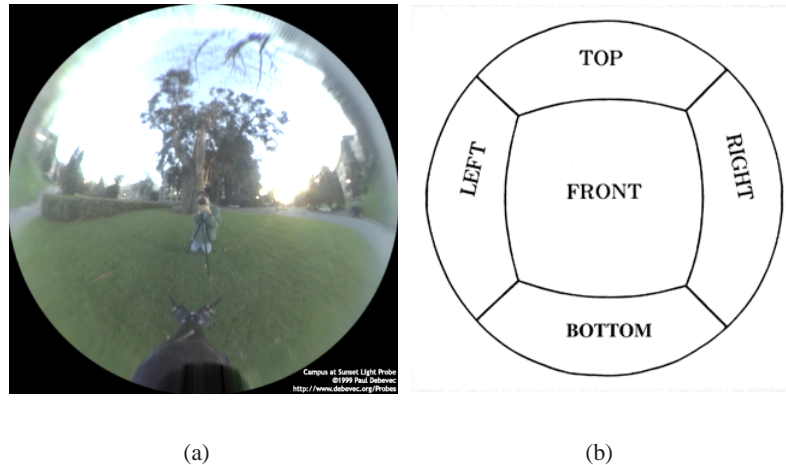 Campus at Sunset Light Probe
©1999 Paul Debevec
http://www.debevec.org/Probes
TOP
LEFT
FRONT
RIGHT
BOTTOM
(a)
(b)